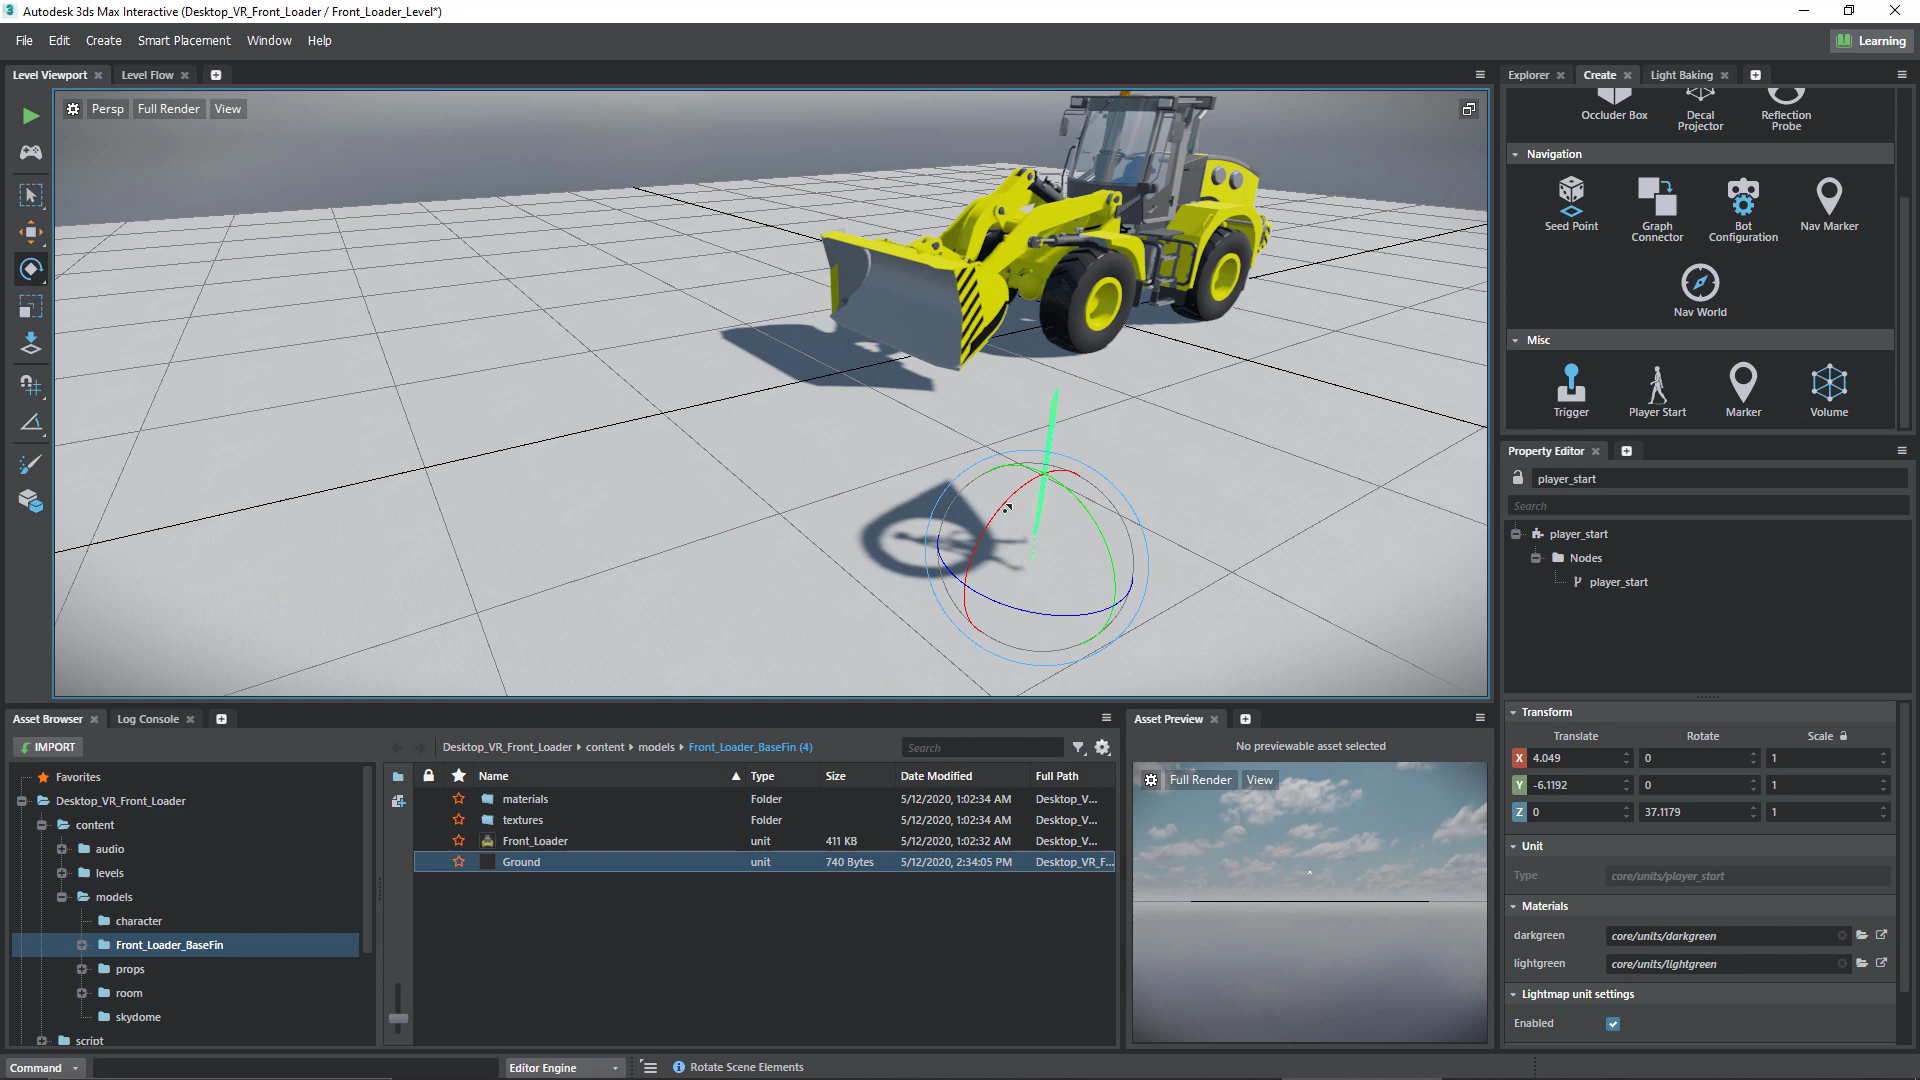 Autodesk 3ds Max Interactive (Desktop_VR_Front_Loader / Front_Loader_Level*)
File Edit Create Smart Placement Window Help
Learning
Level Viewport Level Flow
Persp Full Render View
Explorer Create Light Baking
Occluder Box Decal Projector Reflection Probe
Navigation
Seed Point Graph Connector Bot Configuration Nav Marker
Nav World
Misc
Trigger Player Start Marker Volume
Property Editor
player_start
Search
player_start
Nodes
player_start
Transform
Translate Rotate Scale
X 4.049 0 1
Y -6.1192 0 1
Z 0 37.1179 1
Unit
Type core/units/player_start
Materials
darkgreen core/units/darkgreen
lightgreen core/units/lightgreen
Lightmap unit settings
Enabled
Asset Browser Log Console
IMPORT
Desktop_VR_Front_Loader content models Front_Loader_BaseFin (4)
Search
Favorites
Desktop_VR_Front_Loader
content
audio
levels
models
character
Front_Loader_BaseFin
props
room
skydome
script
Name Type Size Date Modified Full Path
materials Folder 5/12/2020, 1:02:34 AM Desktop_V...
textures Folder 5/12/2020, 1:02:34 AM Desktop_V...
Front_Loader unit 411 KB 5/12/2020, 1:02:32 AM Desktop_V...
Ground unit 740 Bytes 5/12/2020, 2:34:05 PM Desktop_VR_F...
Asset Preview
No previewable asset selected
Full Render View
Command Editor Engine Rotate Scene Elements